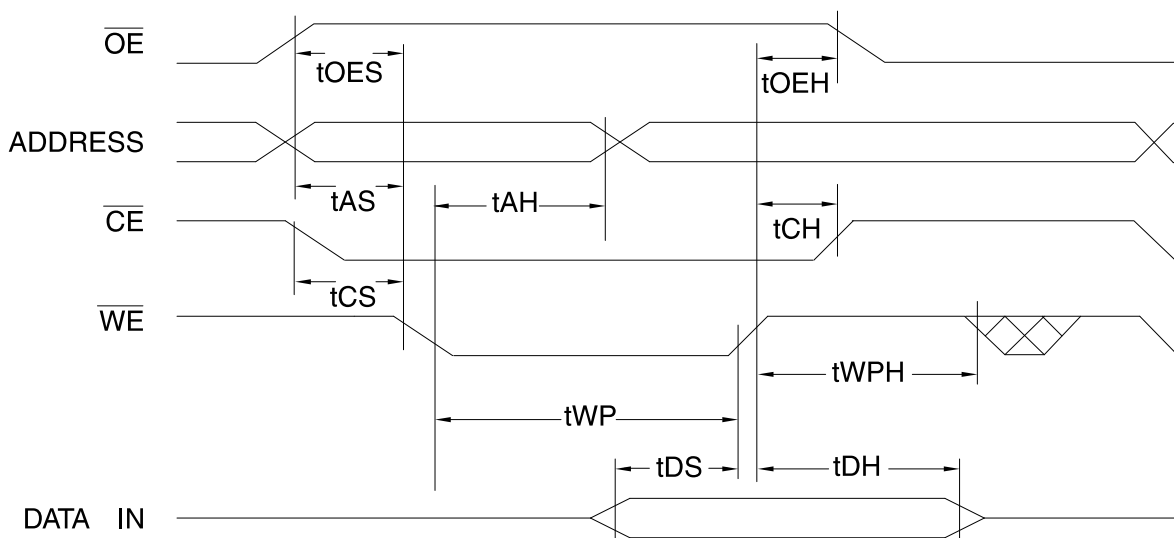 OE
tOES
tOEH
ADDRESS
tAS
tAH
tCH
CE
tCS
WE
tWPH
tWP
tDS
tDH
DATA IN